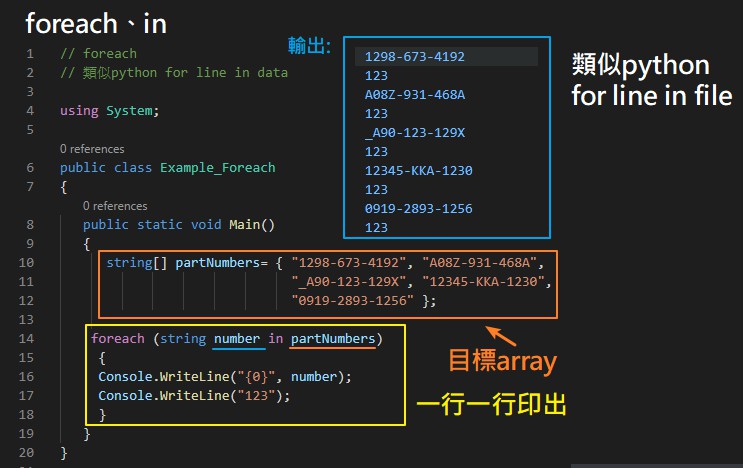 foreach、in
1 // foreach
2 // 類似python for line in data
3
4 using System;
5
0 references
6 public class Example_Foreach
7 {
0 references
8 public static void Main()
9 {
10 string[] partNumbers= { "1298-673-4192", "A08Z-931-468A",
11 "_A90-123-129X", "12345-KKA-1230",
12 "0919-2893-1256" };
13
14 foreach (string number in partNumbers)
15 {
16 Console.WriteLine("{0}", number);
17 Console.WriteLine("123");
18 }
19 }
20 }
輸出:
1298-673-4192
123
A08Z-931-468A
123
_A90-123-129X
123
12345-KKA-1230
123
0919-2893-1256
123
類似python
for line in file
目標array
一行一行印出